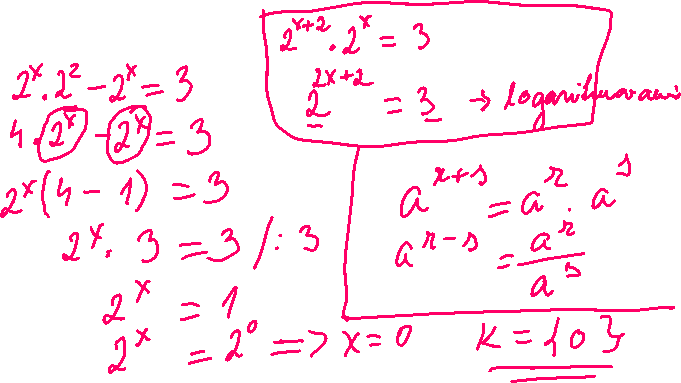 2^x · 2^2 - 2^x = 3
4 · 2^x - 2^x = 3
2^x (4 - 1) = 3
2^x · 3 = 3 / : 3
2^x = 1
2^x = 2^0 => x = 0
K = {0}
2^{x+2} · 2^x = 3
2^{2x+2} = 3 →
a^{r+s} = a^r · a^s
a^{r-s} = a^r / a^s